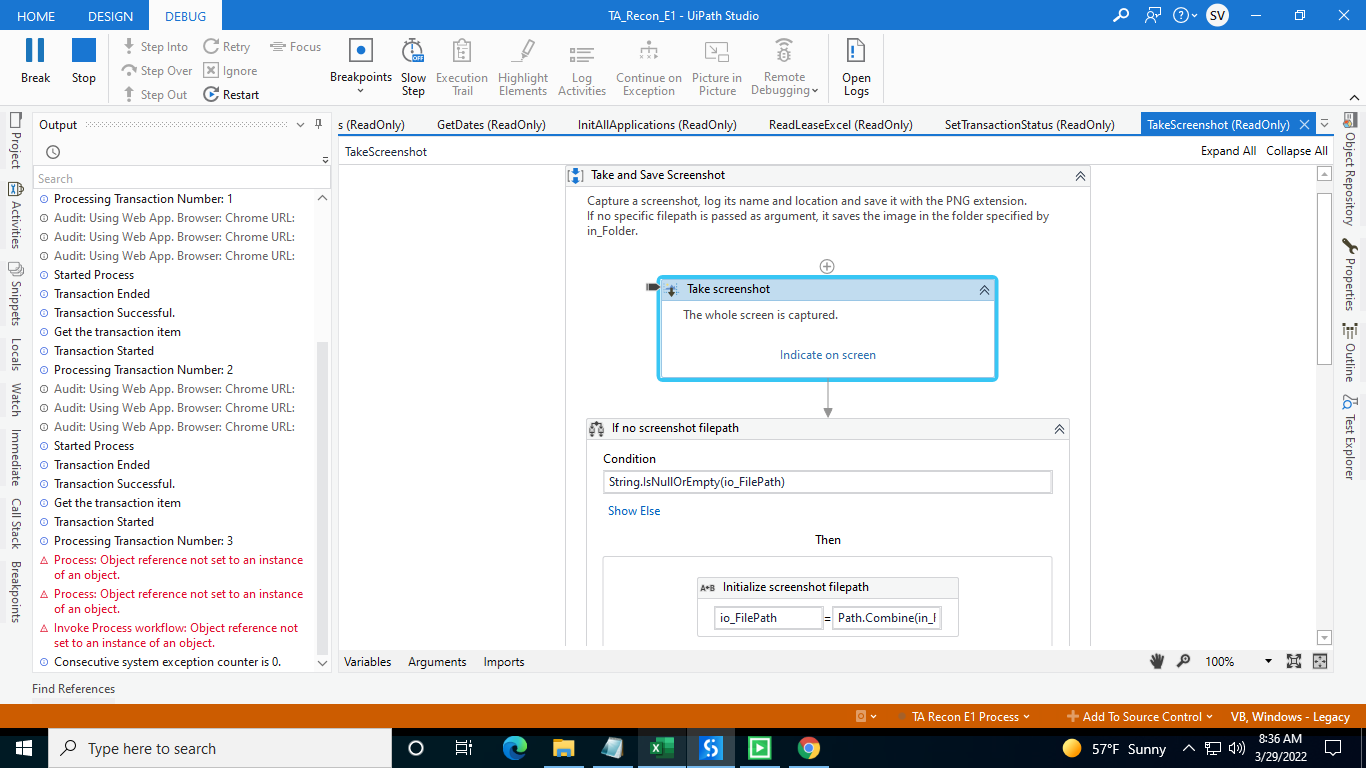 HOME DESIGN DEBUG
TA_Recon_E1 - UiPath Studio
SV
Break
Stop
Step Into
Step Over
Step Out
Retry
Ignore
Restart
Focus
Breakpoints
Slow
Step
OFF
Execution
Trail
Highlight
Elements
Log
Activities
Continue on
Exception
Picture in
Picture
Remote
Debugging
Open
Logs
Project
Activities
Snippets
Locals
Watch
Immediate
Call Stack
Breakpoints
Output
Search
Processing Transaction Number: 1
Audit: Using Web App. Browser: Chrome URL:
Audit: Using Web App. Browser: Chrome URL:
Audit: Using Web App. Browser: Chrome URL:
Started Process
Transaction Ended
Transaction Successful.
Get the transaction item
Transaction Started
Processing Transaction Number: 2
Audit: Using Web App. Browser: Chrome URL:
Audit: Using Web App. Browser: Chrome URL:
Audit: Using Web App. Browser: Chrome URL:
Started Process
Transaction Ended
Transaction Successful.
Get the transaction item
Transaction Started
Processing Transaction Number: 3
Process: Object reference not set to an instance
of an object.
Process: Object reference not set to an instance
of an object.
Invoke Process workflow: Object reference not
set to an instance of an object.
Consecutive system exception counter is 0.
Find References
s (ReadOnly) GetDates (ReadOnly) InitAllApplications (ReadOnly) ReadLeaseExcel (ReadOnly) SetTransactionStatus (ReadOnly) TakeScreenshot (ReadOnly)
TakeScreenshot
Expand All Collapse All
Take and Save Screenshot
Capture a screenshot, log its name and location and save it with the PNG extension.
If no specific filepath is passed as argument, it saves the image in the folder specified by
in_Folder.
Take screenshot
The whole screen is captured.
Indicate on screen
If no screenshot filepath
Condition
String.IsNullOrEmpty(io_FilePath)
Show Else
Then
A+B Initialize screenshot filepath
io_FilePath = Path.Combine(in_F
Variables Arguments Imports
100%
Object Repository
Properties
Outline
Test Explorer
TA Recon E1 Process
Add To Source Control
VB, Windows - Legacy
Type here to search
57°F Sunny
8:36 AM
3/29/2022